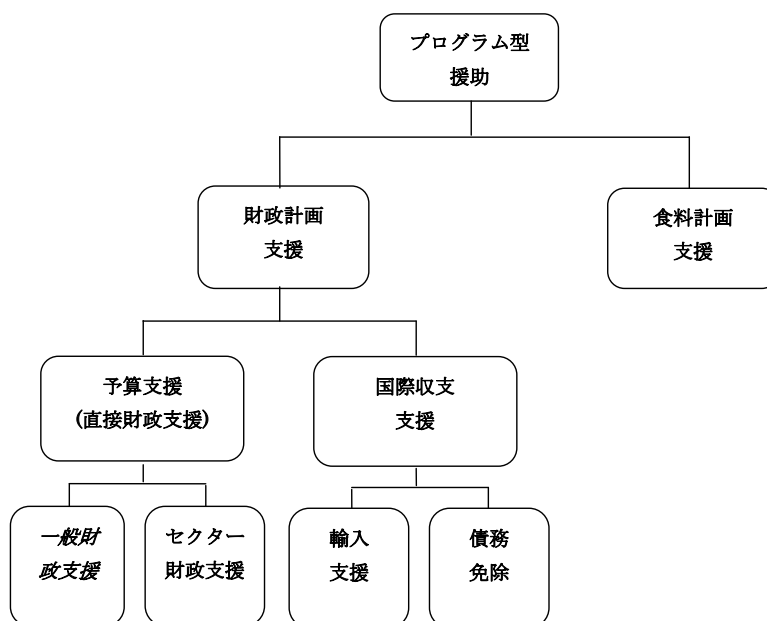 プログラム型
援助
財政計画
支援
食料計画
支援
予算支援
(直接財政支援)
国際収支
支援
一般財
政支援
セクター
財政支援
輸入
支援
債務
免除